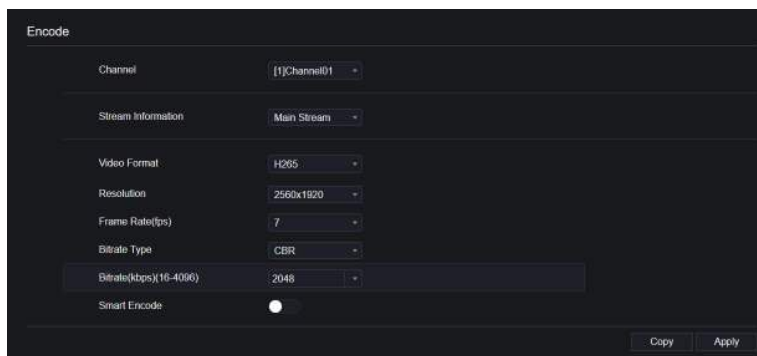 Encode
Channel [1]Channel01
Stream Information Main Stream
Video Format H265
Resolution 2560x1920
Frame Rate(fps) 7
Bitrate Type CBR
Bitrate(kbps)(16-4096) 2048
Smart Encode
Copy Apply